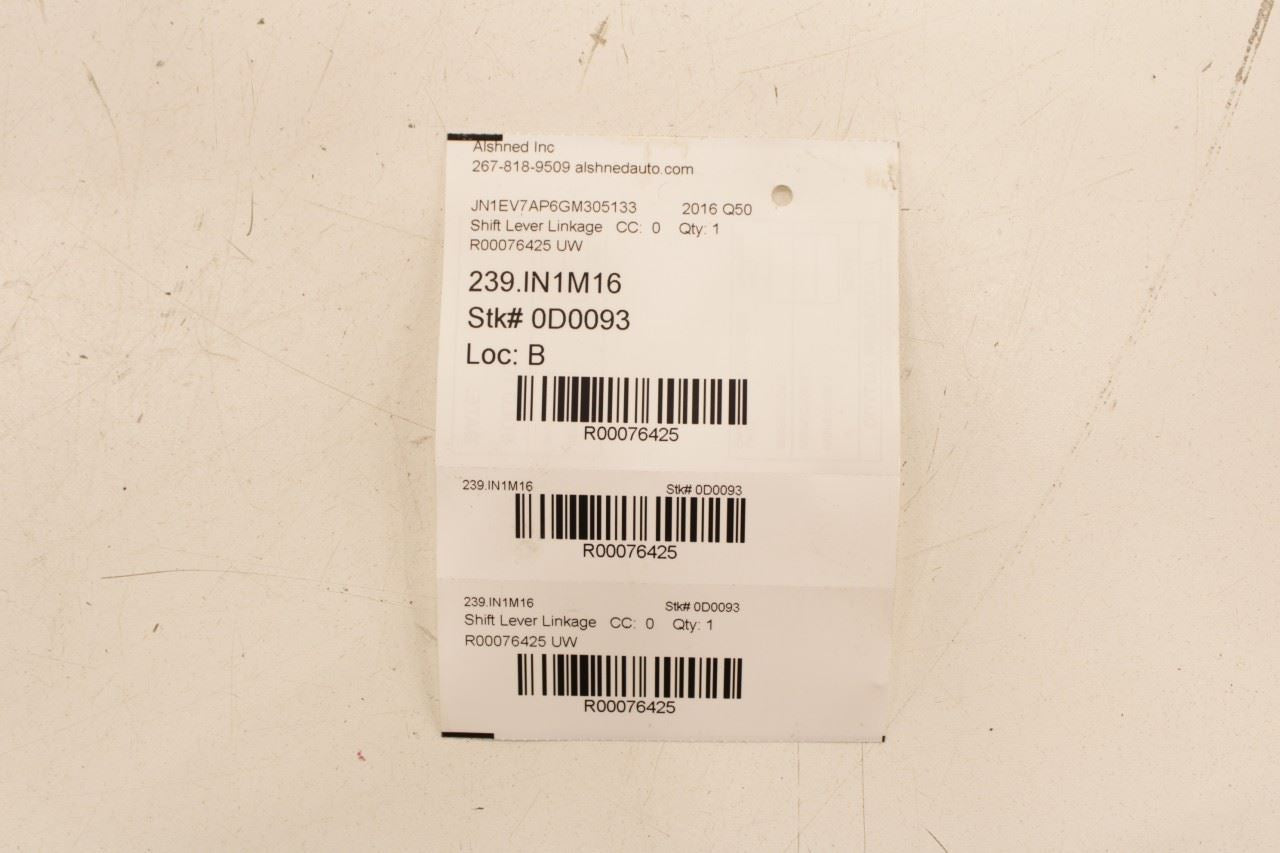 Alshned Inc
267-818-9509 alshnedauto.com
JN1EV7AP6GM305133 2016 Q50
Shift Lever Linkage CC: 0 Qty: 1
R00076425 UW
239.IN1M16
Stk# 0D0093
Loc: B
R00076425
239.IN1M16 Stk# 0D0093
R00076425
239.IN1M16 Stk# 0D0093
Shift Lever Linkage CC: 0 Qty: 1
R00076425 UW
R00076425